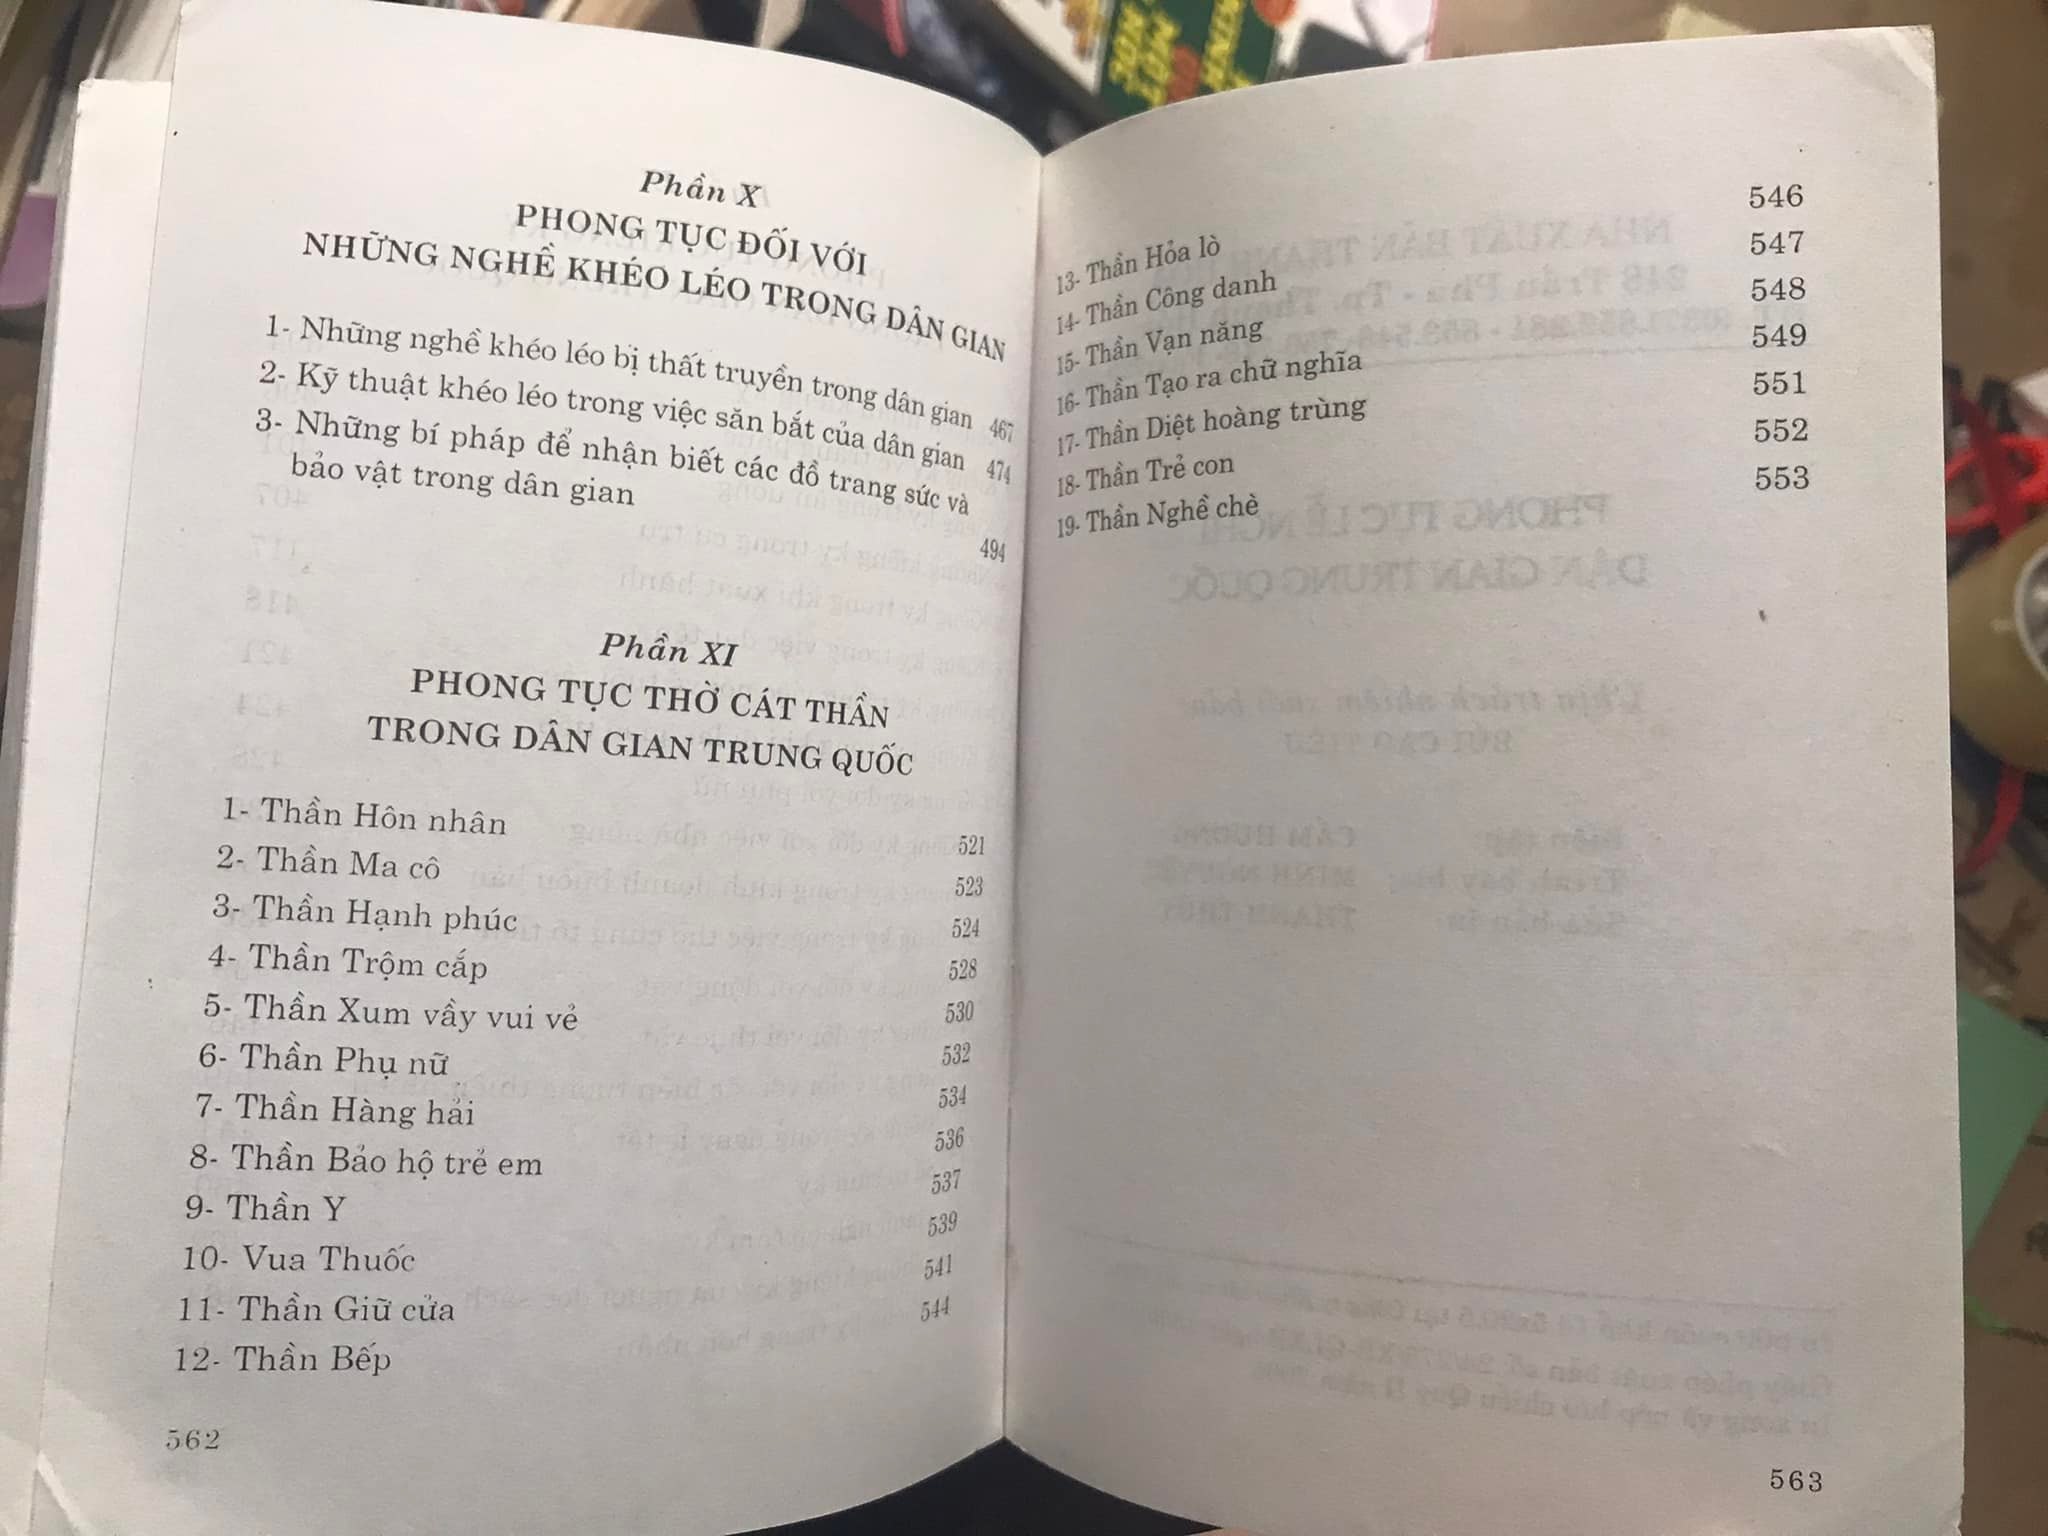 Phần X
PHONG TỤC ĐỐI VỚI
NHỮNG NGHỀ KHÉO LÉO TRONG DÂN GIAN
1- Những nghề khéo léo bị thất truyền trong dân gian 467
2- Kỹ thuật khéo léo trong việc săn bắt của dân gian 474
3- Những bí pháp để nhận biết các đồ trang sức và
bảo vật trong dân gian 494
Phần XI
PHONG TỤC THỜ CÁT THẦN
TRONG DÂN GIAN TRUNG QUỐC
1- Thần Hôn nhân 521
2- Thần Ma cô 523
3- Thần Hạnh phúc 524
4- Thần Trộm cắp 528
5- Thần Xum vầy vui vẻ 530
6- Thần Phụ nữ 532
7- Thần Hàng hải 534
8- Thần Bảo hộ trẻ em 536
9- Thần Y 537
10- Vua Thuốc 539
11- Thần Giữ cửa 541
12- Thần Bếp 544
562
13- Thần Hỏa lò 546
14- Thần Công danh 547
15- Thần Vạn năng 548
16- Thần Tạo ra chữ nghĩa 549
17- Thần Diệt hoàng trùng 551
18- Thần Trẻ con 552
19- Thần Nghề chè 553
563